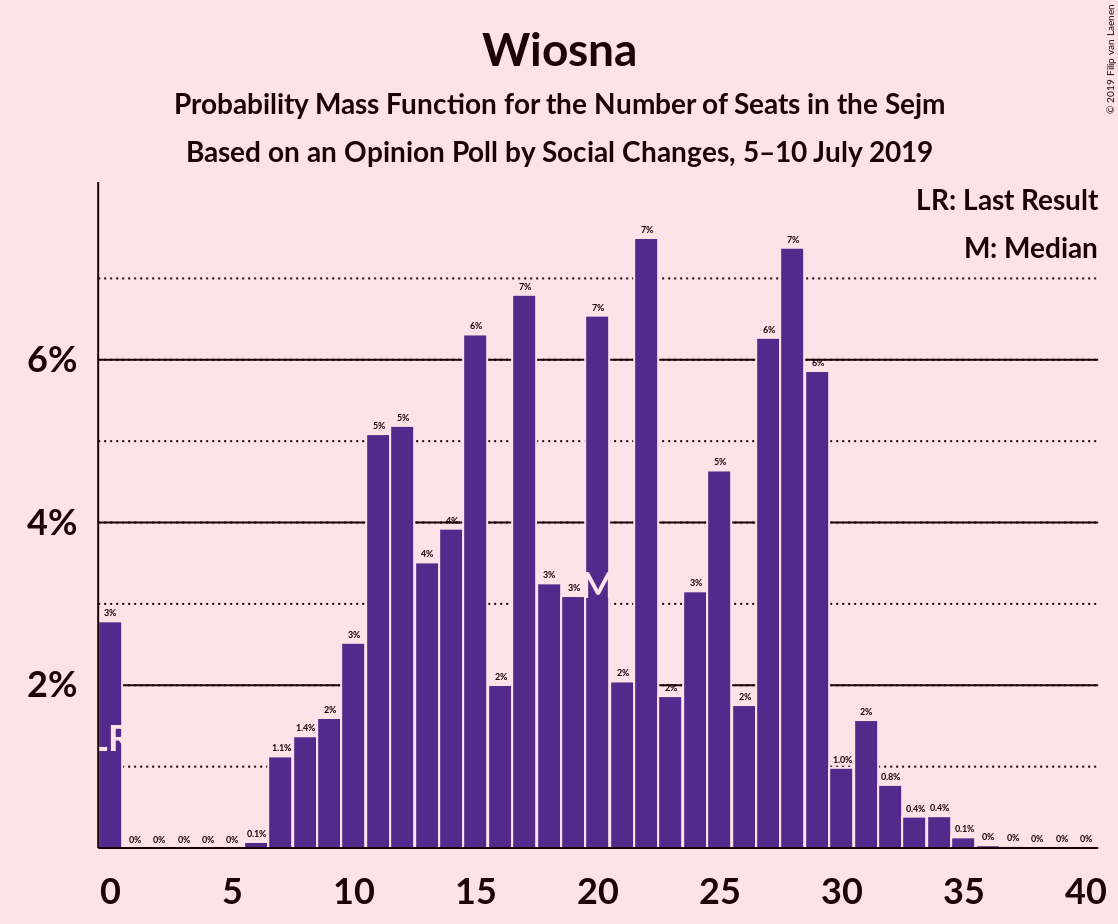 Wiosna
Probability Mass Function for the Number of Seats in the Sejm
Based on an Opinion Poll by Social Changes, 5–10 July 2019
© 2019 Filip van Laenen
LR: Last Result
M: Median
6%
4%
2%
3% 0% 0% 0% 0% 0% 0.1% 1.1% 1.4% 2% 3% 5% 5% 4% 4% 6% 2% 7% 3% 3% 7% 2% 7% 2% 3% 5% 2% 6% 7% 6% 1.0% 2% 0.8% 0.4% 0.4% 0.1% 0% 0% 0% 0% 0%
LR
M
0 5 10 15 20 25 30 35 40